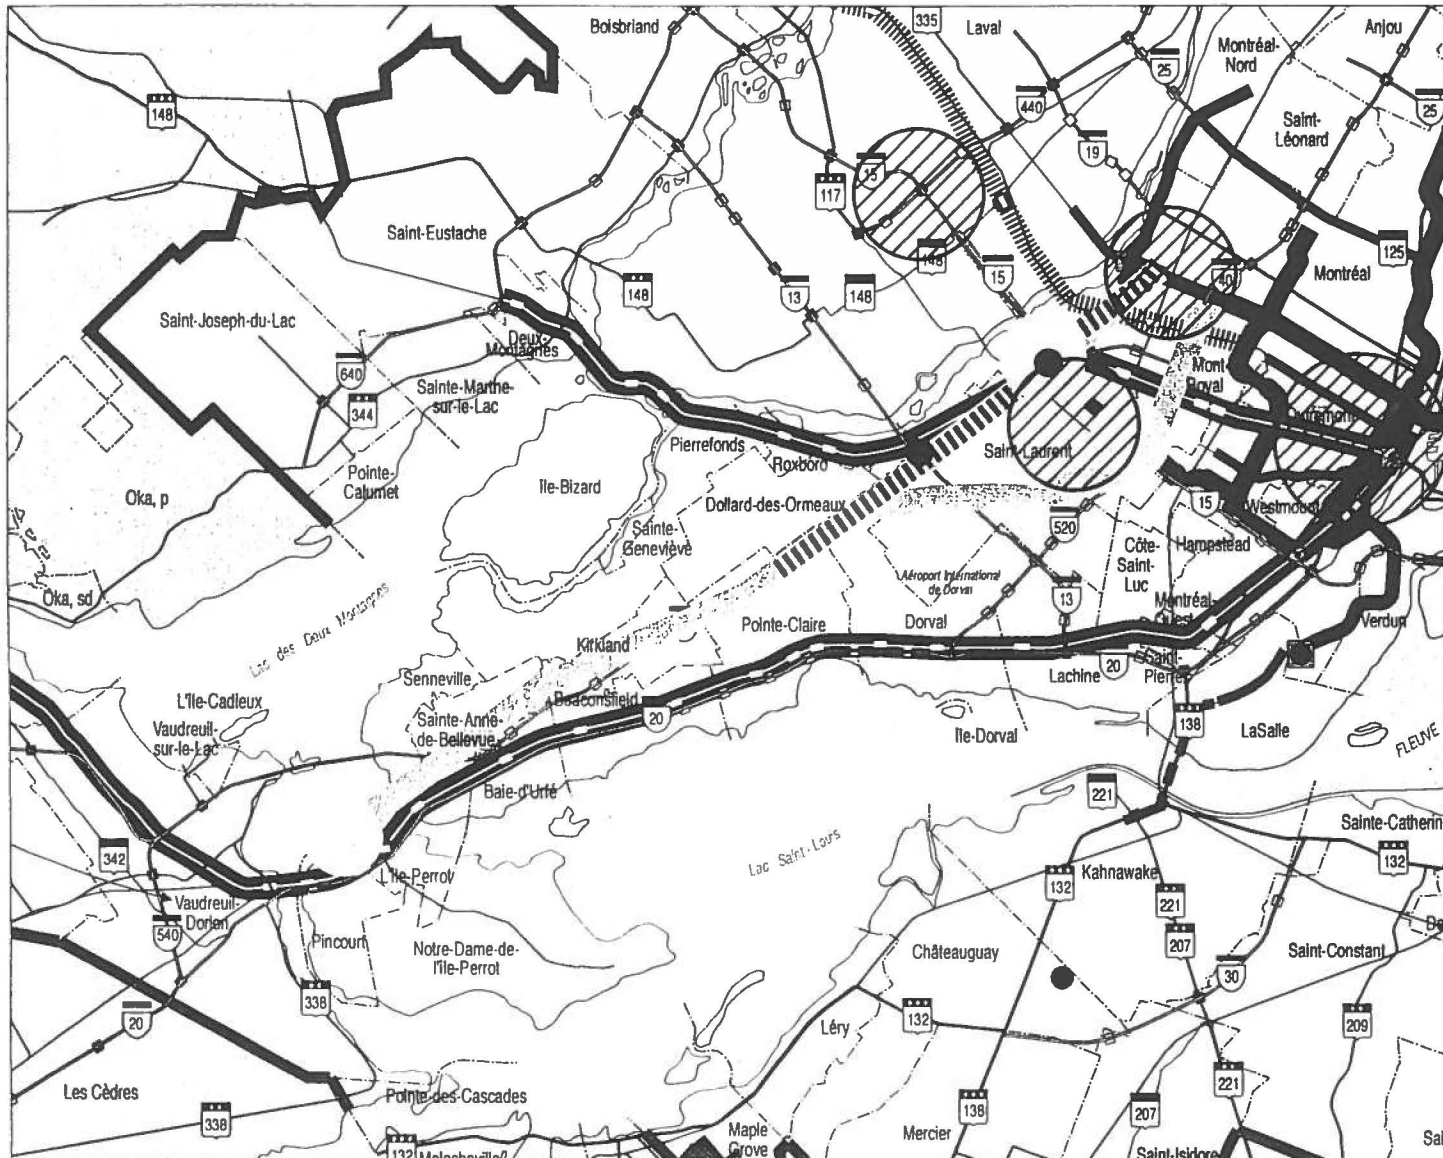 Boisbriand
335
Laval
Anjou
Montréal-
Nord
25
148
440
25
Saint-
Léonard
19
15
117
Saint-Eustache
125
148
15
40
Montréal
148
13
148
Saint-Joseph-du-Lac
Deux-
Montagnes
640
Mont-
Royal
Sainte-Marthe-
sur-le-Lac
344
Outremont
Pierrefonds
Saint-Laurent
Roxboro
Pointe-
Calumet
Île-Bizard
Oka, p
Dollard-des-Ormeaux
15
Westmount
Sainte-
Geneviève
520
Côte-
Saint-
Luc
Hampstead
Aéroport International
de Dorval
Oka, sd
13
Montréal-
Ouest
Lac des Deux Montagnes
Pointe-Claire
Dorval
Verdun
Kirkland
20
Saint-
Pierre
Lachine
Senneville
L'Île-Cadieux
Beaconsfield
20
Sainte-Anne-
de-Bellevue
Vaudreuil-
sur-le-Lac
138
LaSalle
Île-Dorval
FLEUVE
Baie-d'Urfé
221
Sainte-Catherin
Lac Saint-Louis
342
132
L'Île-Perrot
132
Kahnawake
Vaudreuil-
Dorion
221
540
207
Pincourt
Notre-Dame-de-
l'Île-Perrot
Châteauguay
Saint-Constant
30
338
132
20
Léry
209
221
Les Cèdres
Pointe-des-Cascades
138
207
338
Maple
Grove
Mercier
132
Saint-Isidore